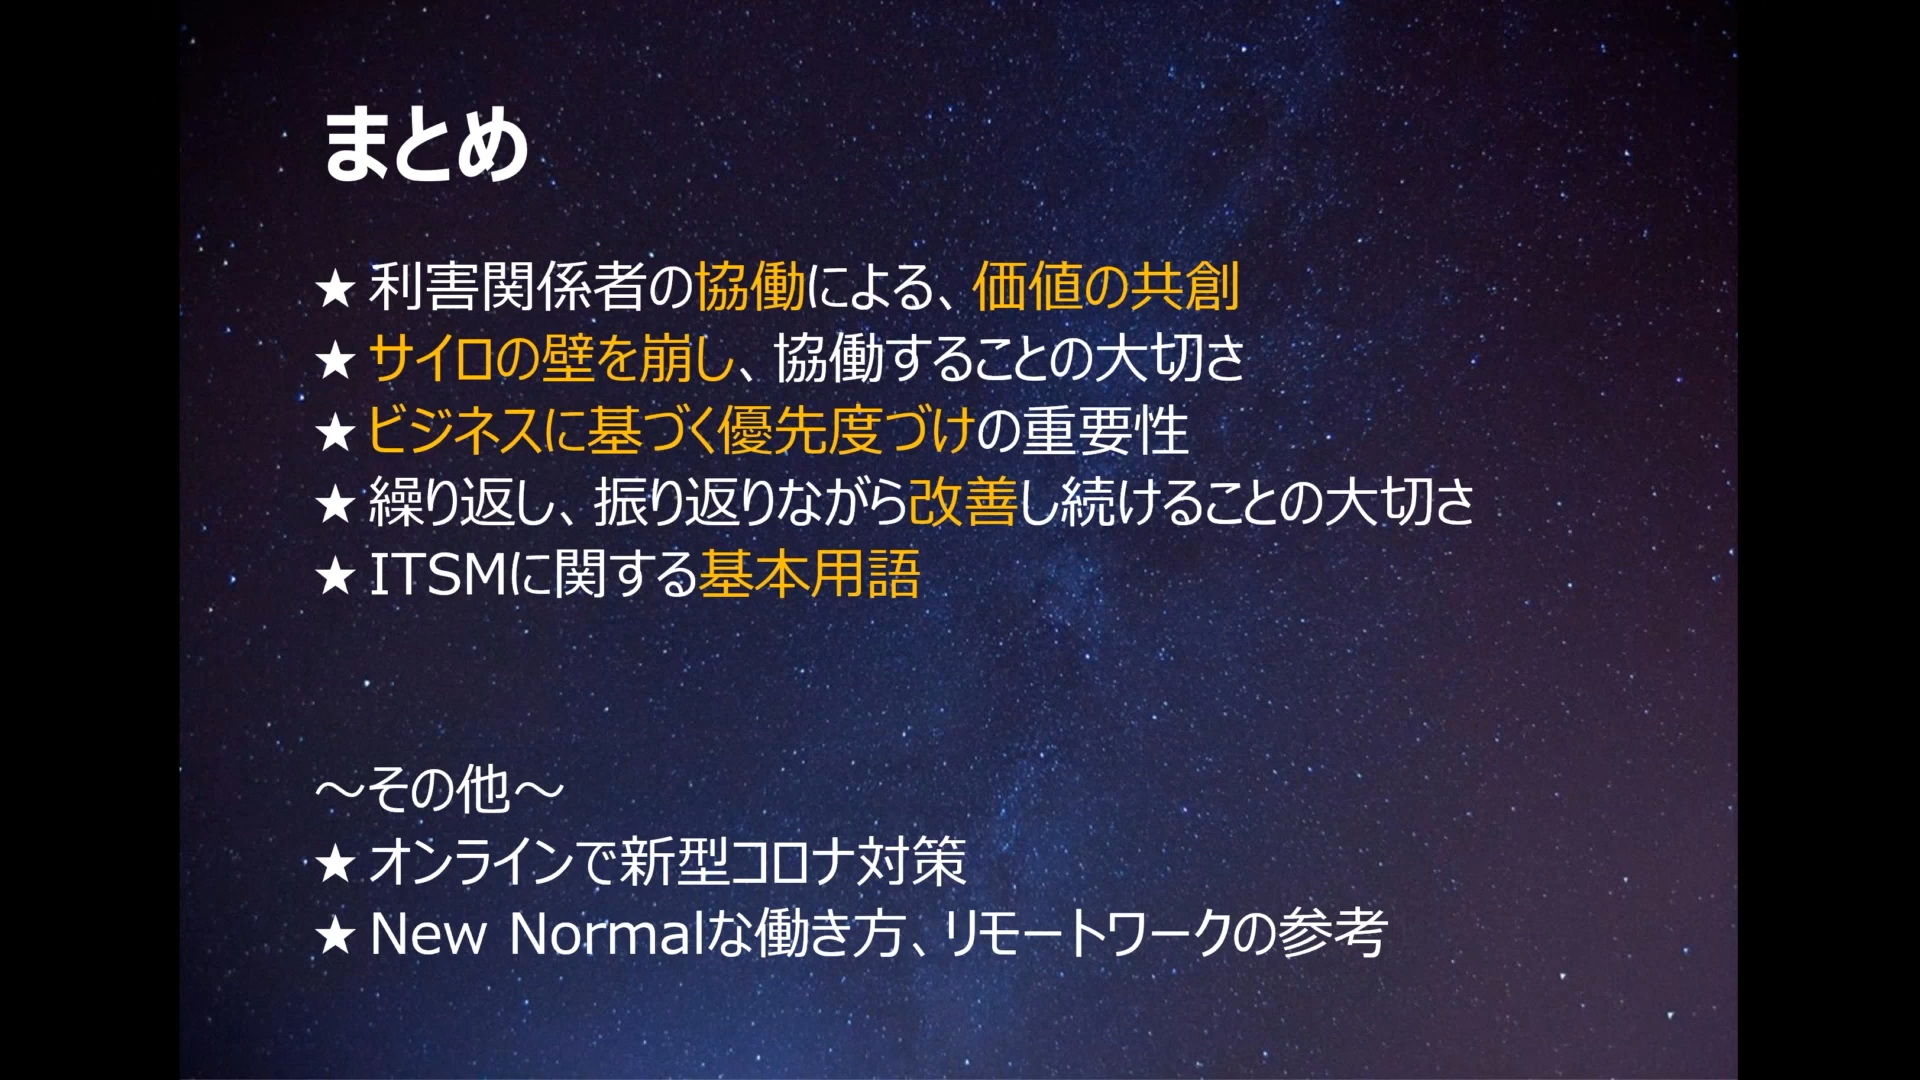 まとめ
★ 利害関係者の協働による、価値の共創
★ サイロの壁を崩し、協働することの大切さ
★ ビジネスに基づく優先度づけの重要性
★ 繰り返し、振り返りながら改善し続けることの大切さ
★ ITSMに関する基本用語
～その他～
★ オンラインで新型コロナ対策
★ New Normalな働き方、リモートワークの参考